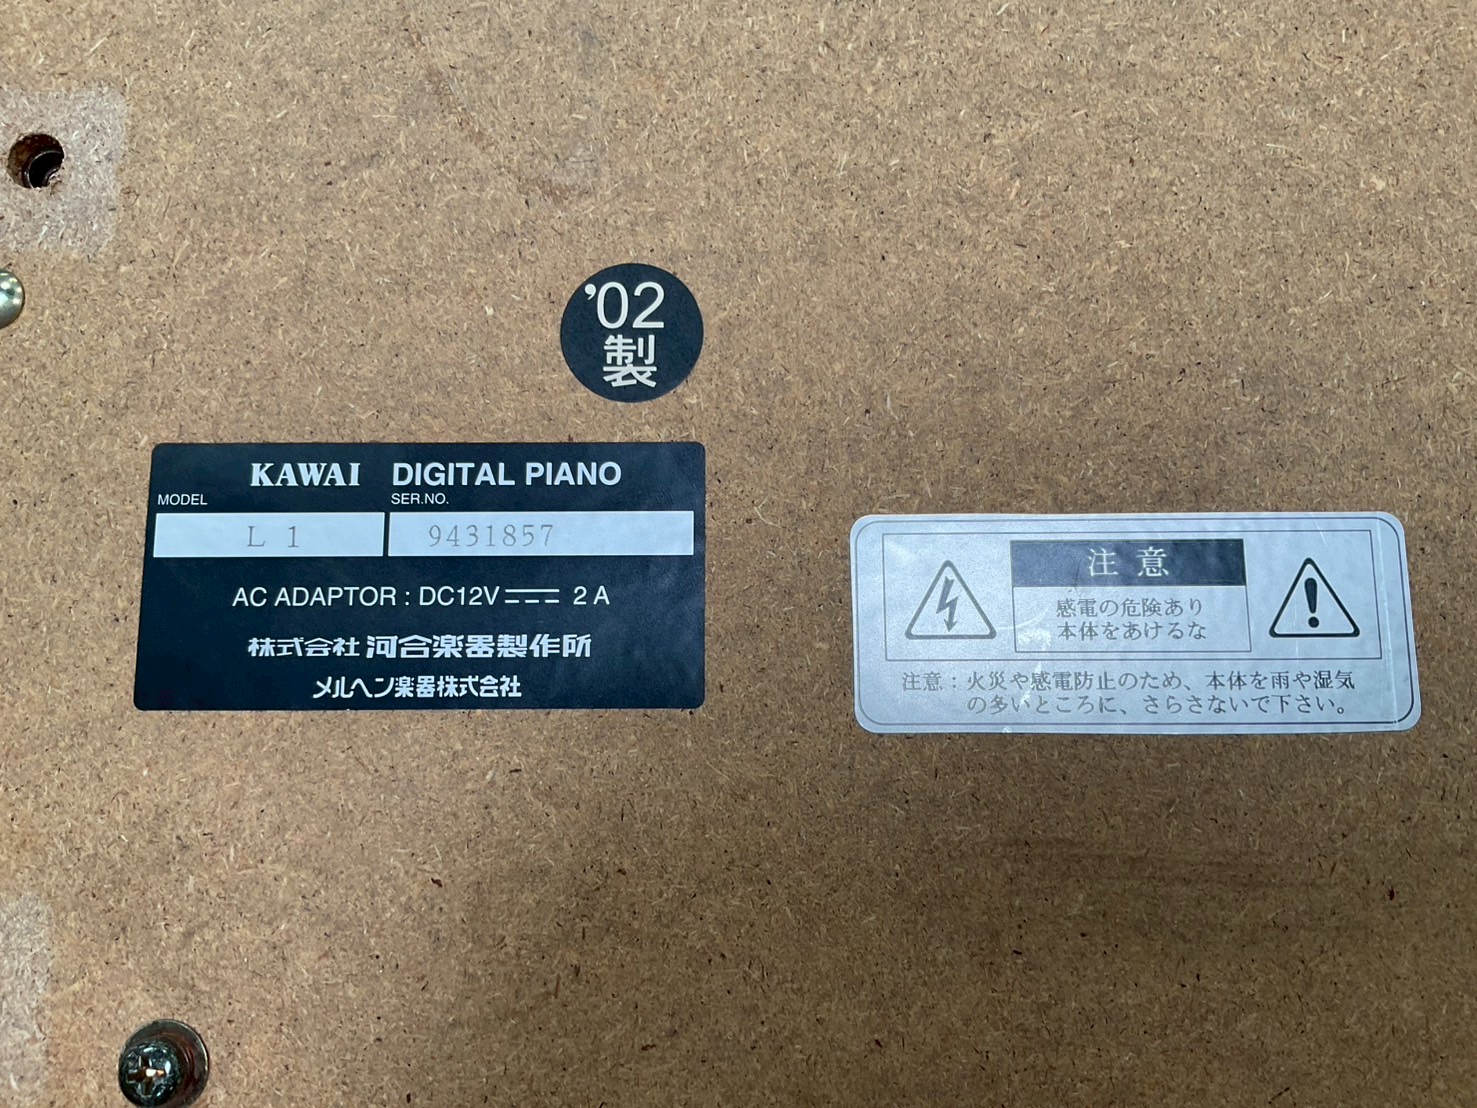 '02
製
KAWAI DIGITAL PIANO
MODEL SER.NO.
L 1 9431857
AC ADAPTOR : DC12V 2 A
株式会社 河合楽器製作所
メルヘン楽器株式会社
注 意
感電の危険あり
本体をあけるな
注意：火災や感電防止のため、本体を雨や湿気
の多いところに、さらさないで下さい。